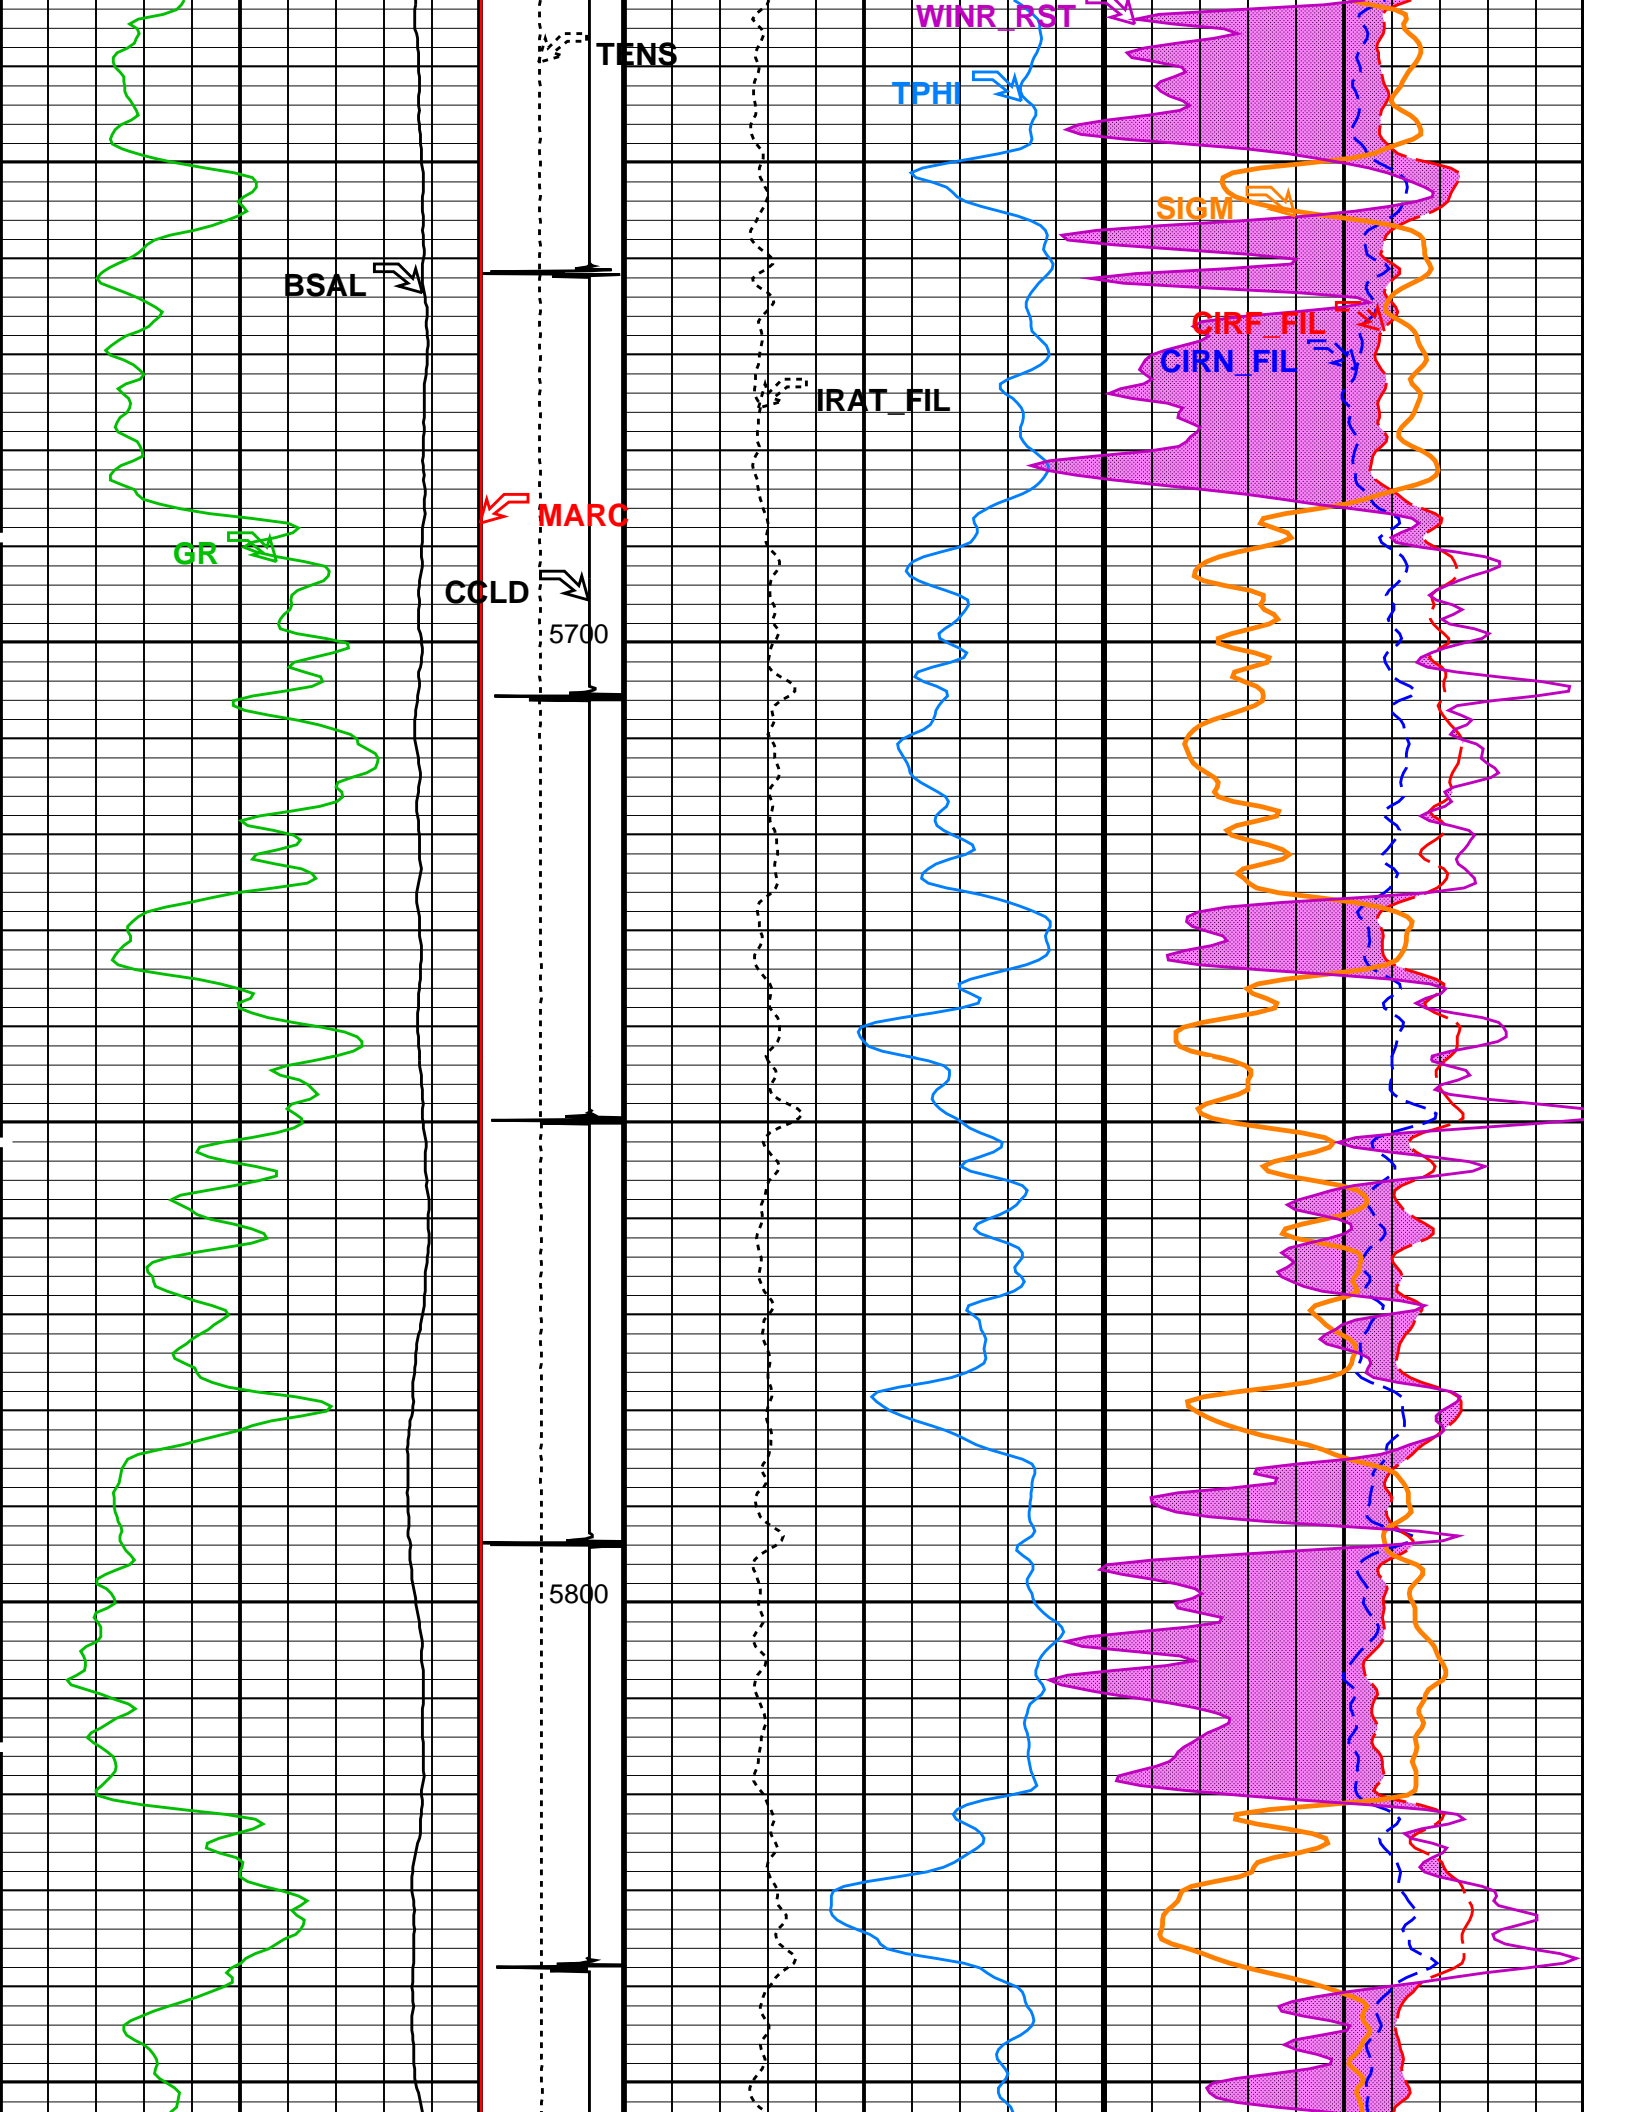 WINR_RST
TENS
TPHI
SIGM
BSAL
CIRF_FIL
CIRN_FIL
IRAT_FIL
MARC
GR
CCLD
5700
5800